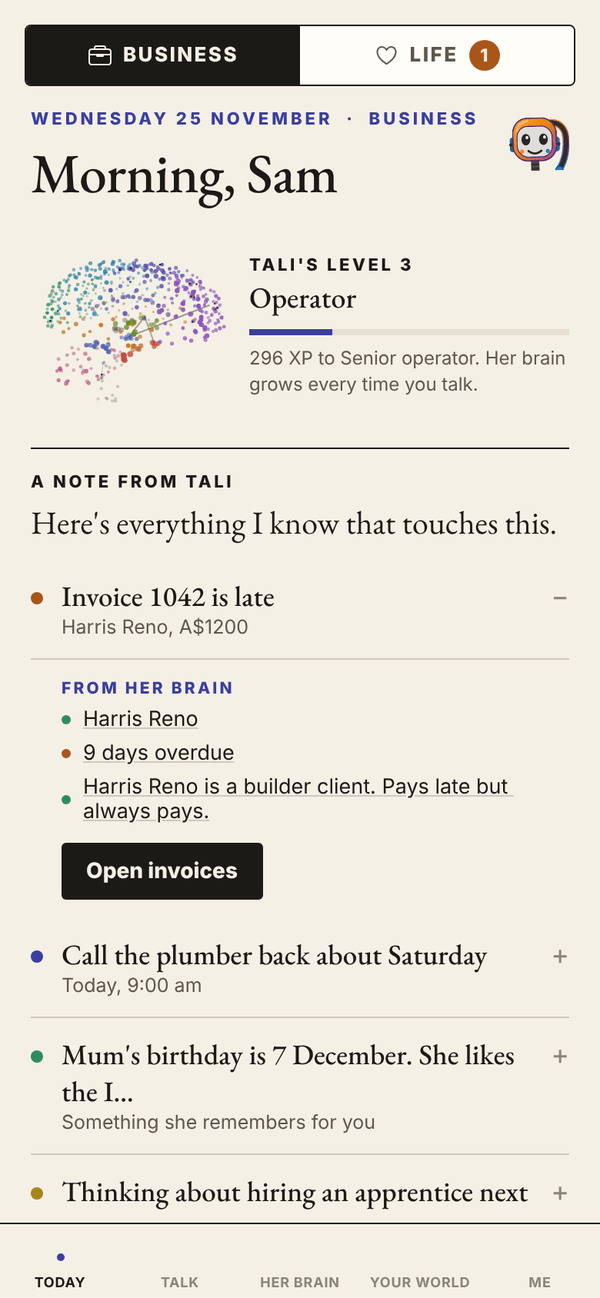 BUSINESS
LIFE 1
WEDNESDAY 25 NOVEMBER · BUSINESS
Morning, Sam
TALI'S LEVEL 3
Operator
296 XP to Senior operator. Her brain
grows every time you talk.
A NOTE FROM TALI
Here's everything I know that touches this.
Invoice 1042 is late
Harris Reno, A$1200
FROM HER BRAIN
Harris Reno
9 days overdue
Harris Reno is a builder client. Pays late but
always pays.
Open invoices
Call the plumber back about Saturday
Today, 9:00 am
Mum's birthday is 7 December. She likes
the I...
Something she remembers for you
Thinking about hiring an apprentice next
TODAY
TALK
HER BRAIN
YOUR WORLD
ME